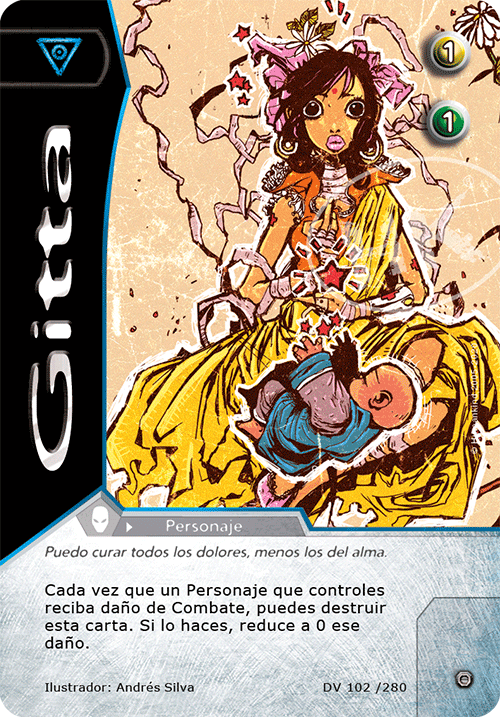 1
1
Gitta
Personaje
Puedo curar todos los dolores, menos los del alma.
Cada vez que un Personaje que controles
reciba daño de Combate, puedes destruir
esta carta. Si lo haces, reduce a 0 ese
daño.
Ilustrador: Andrés Silva
DV 102 /280